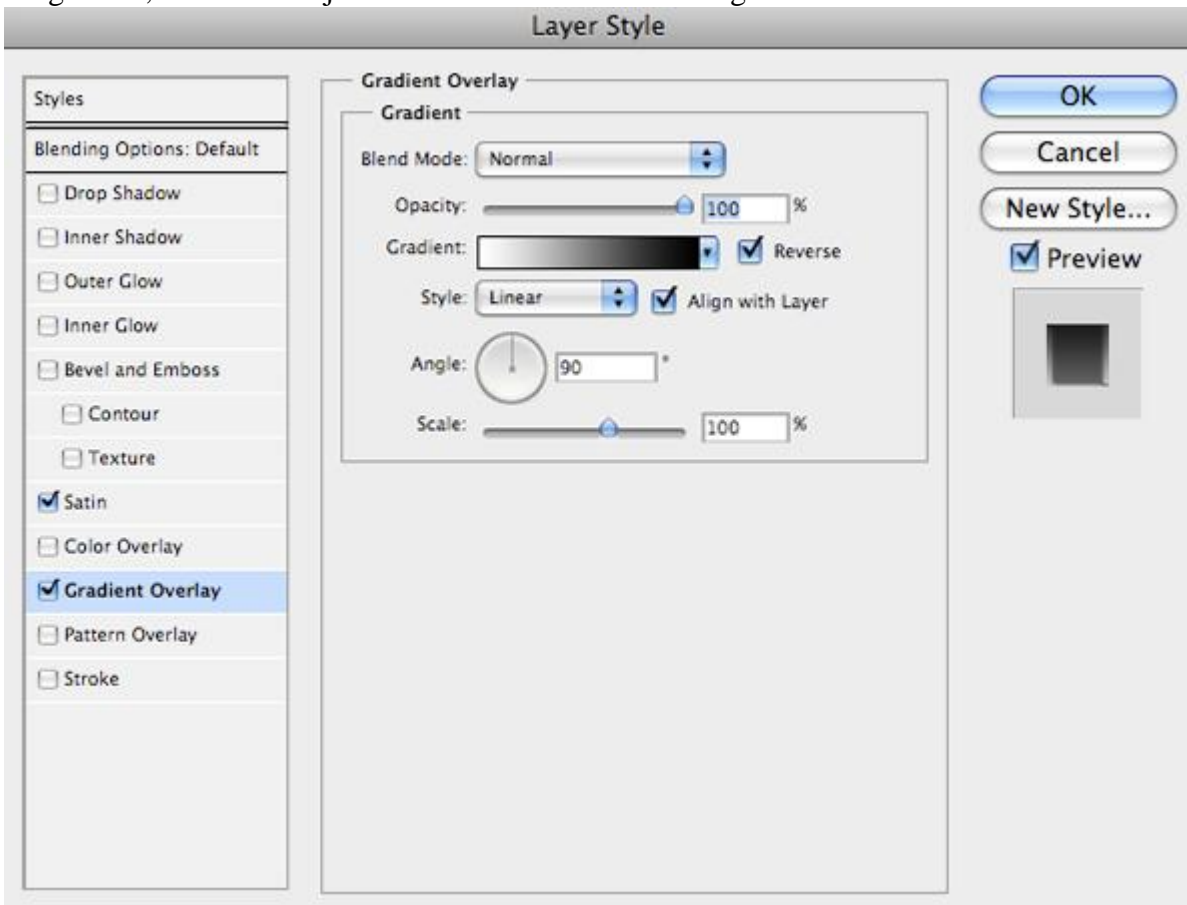 Layer Style
Styles
Blending Options: Default
Drop Shadow
Inner Shadow
Outer Glow
Inner Glow
Bevel and Emboss
Contour
Texture
Satin
Color Overlay
Gradient Overlay
Pattern Overlay
Stroke
Gradient Overlay
Gradient
Blend Mode: Normal
Opacity: 100 %
Gradient: Reverse
Style: Linear Align with Layer
Angle: 90 °
Scale: 100 %
OK
Cancel
New Style...
Preview